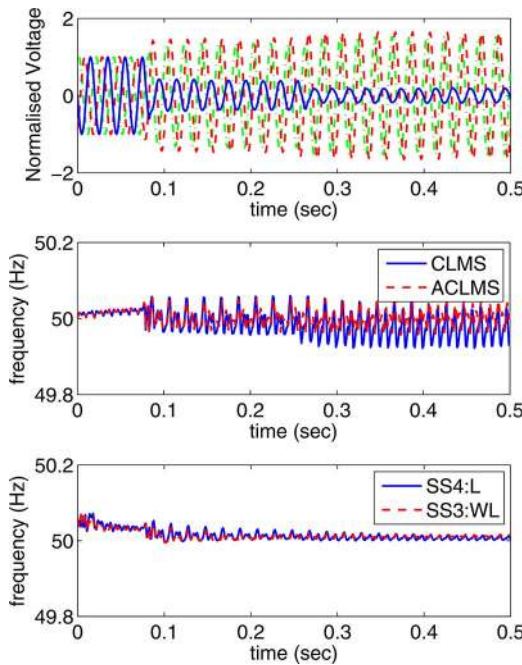 Normalised Voltage
2
0
−2
0 0.1 0.2 0.3 0.4 0.5
time (sec)
frequency (Hz)
50.2
50
49.8
CLMS
ACLMS
0 0.1 0.2 0.3 0.4 0.5
time (sec)
frequency (Hz)
50.2
50
49.8
SS4:L
SS3:WL
0 0.1 0.2 0.3 0.4 0.5
time (sec)